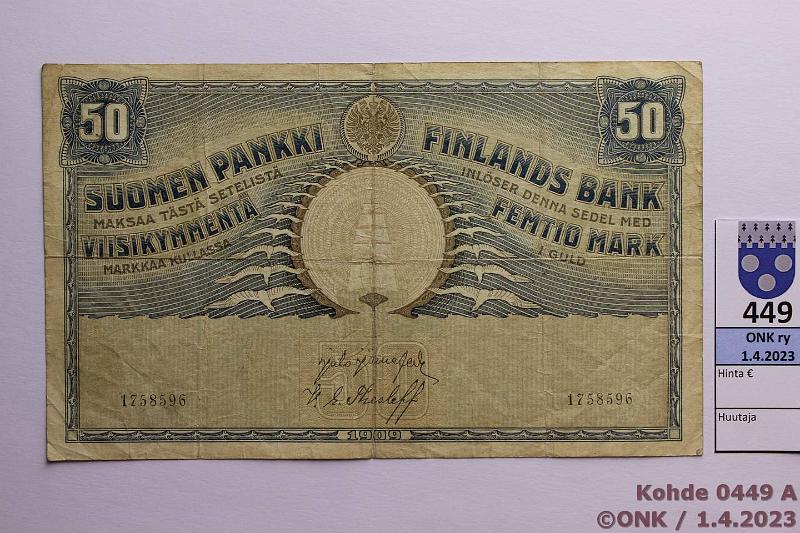 50
50
SUOMEN PANKKI
MAKSAA TÄSTÄ SETELISTÄ
VIISIKYMMENTÄ
MARKKAA KULLASSA
FINLANDS BANK
INLÖSER DENNA SEDEL MED
FEMTIO MARK
I GULD
50
1758596
1758596
1909
449
ONK ry
1.4.2023
Hinta €
Huutaja
Kohde 0449 A
©ONK / 1.4.2023